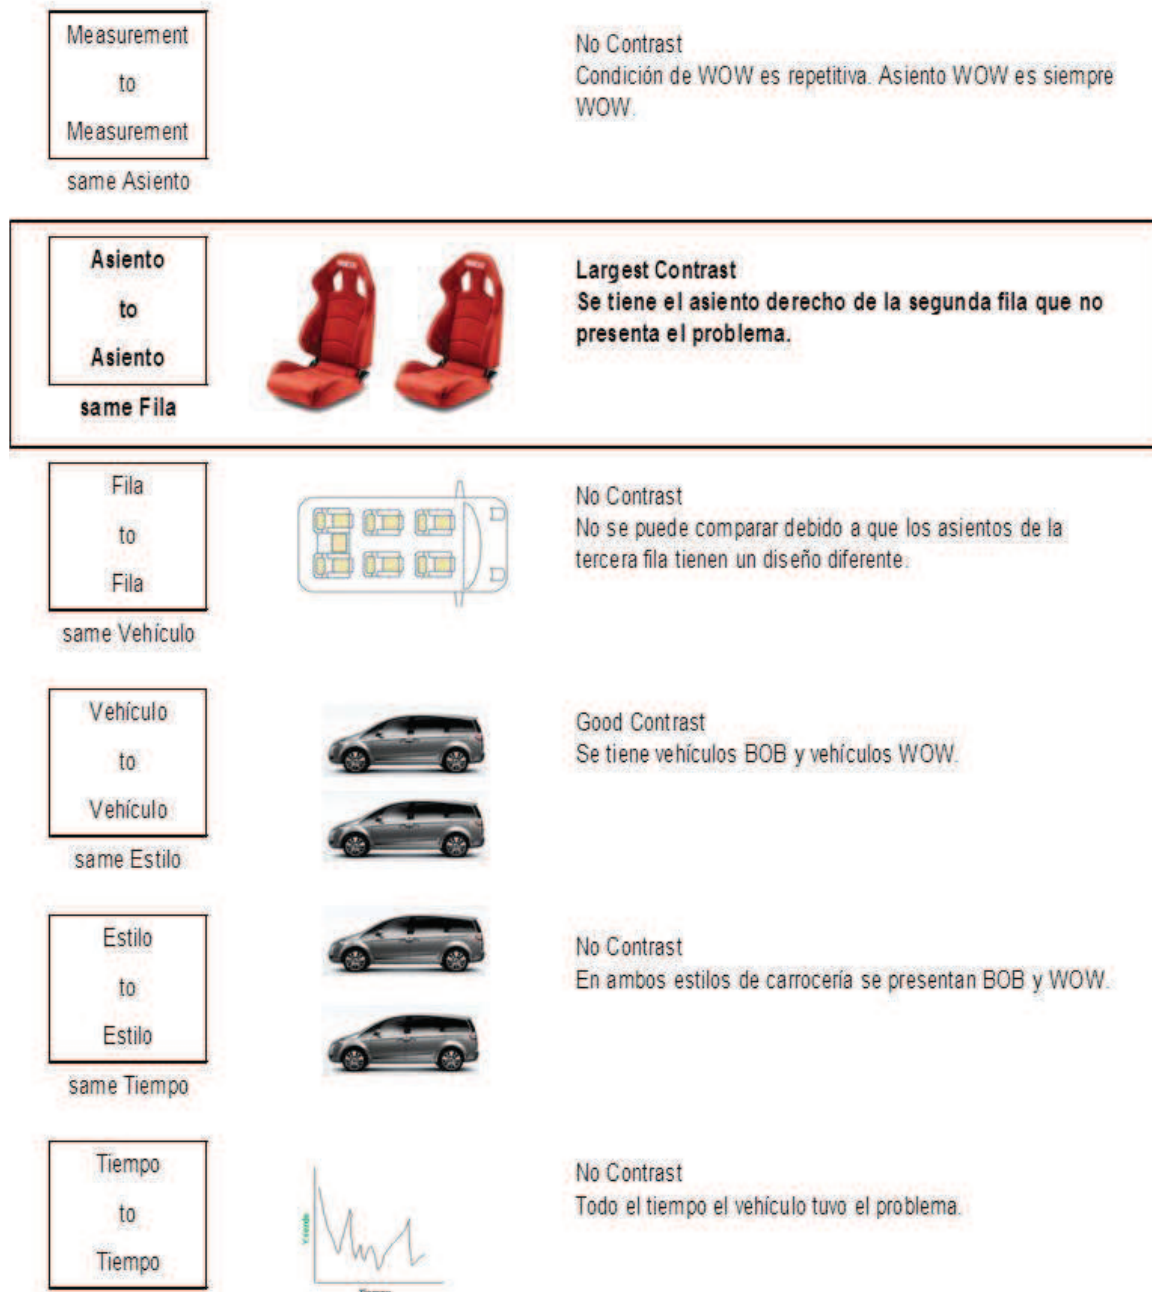 Measurement
to
Measurement
same Asiento
No Contrast
Condición de WOW es repetitiva. Asiento WOW es siempre
WOW.
Asiento
to
Asiento
same Fila
Largest Contrast
Se tiene el asiento derecho de la segunda fila que no
presenta el problema.
Fila
to
Fila
same Vehículo
No Contrast
No se puede comparar debido a que los asientos de la
tercera fila tienen un diseño diferente.
Vehículo
to
Vehículo
same Estilo
Good Contrast
Se tiene vehículos BOB y vehículos WOW.
Estilo
to
Estilo
same Tiempo
No Contrast
En ambos estilos de carrocería se presentan BOB y WOW.
Tiempo
to
Tiempo
No Contrast
Todo el tiempo el vehículo tuvo el problema.